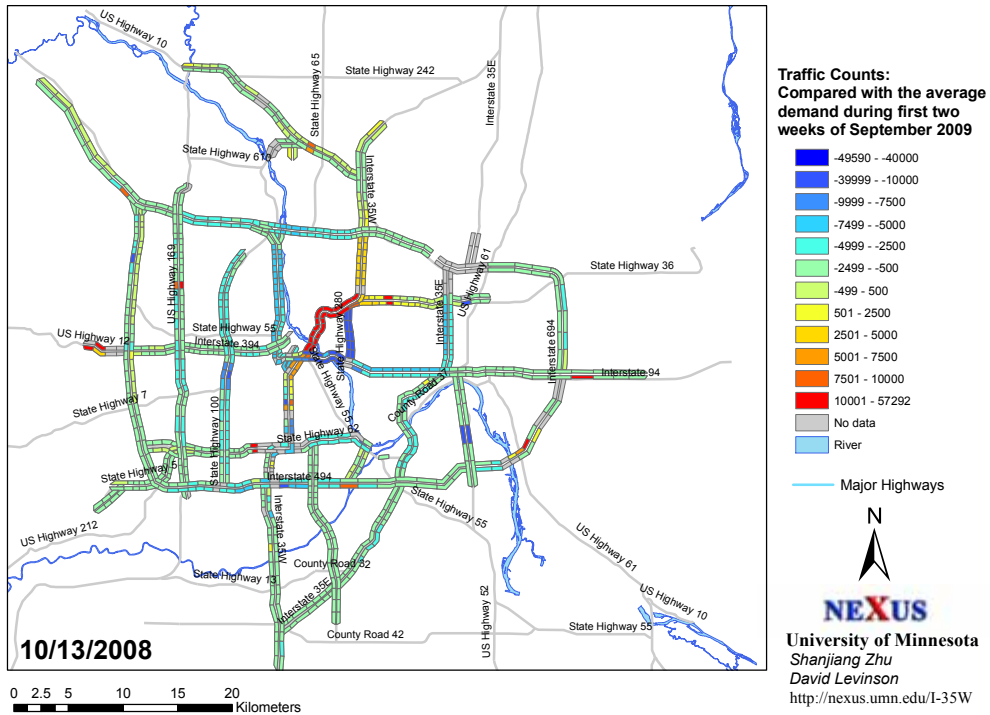 US Highway 10
State Highway 65
State Highway 242
Interstate 35E
State Highway 610
Interstate 35W
US Highway 169
US Highway 61
State Highway 36
Interstate 35E
State Highway 280
US Highway 12
State Highway 55
Interstate 394
Interstate 694
Interstate 94
State Highway 55
County Road 37
State Highway 7
State Highway 100
State Highway 62
State Highway 5
Interstate 494
State Highway 55
Interstate 35W
US Highway 212
US Highway 61
County Road 32
State Highway 13
Interstate 35E
US Highway 52
US Highway 10
County Road 42
State Highway 55
10/13/2008
0 2.5 5 10 15 20
Kilometers
Traffic Counts:
Compared with the average
demand during first two
weeks of September 2009
-49590 - -40000
-39999 - -10000
-9999 - -7500
-7499 - -5000
-4999 - -2500
-2499 - -500
-499 - 500
501 - 2500
2501 - 5000
5001 - 7500
7501 - 10000
10001 - 57292
No data
River
Major Highways
N
NEXUS
University of Minnesota
Shanjiang Zhu
David Levinson
http://nexus.umn.edu/I-35W